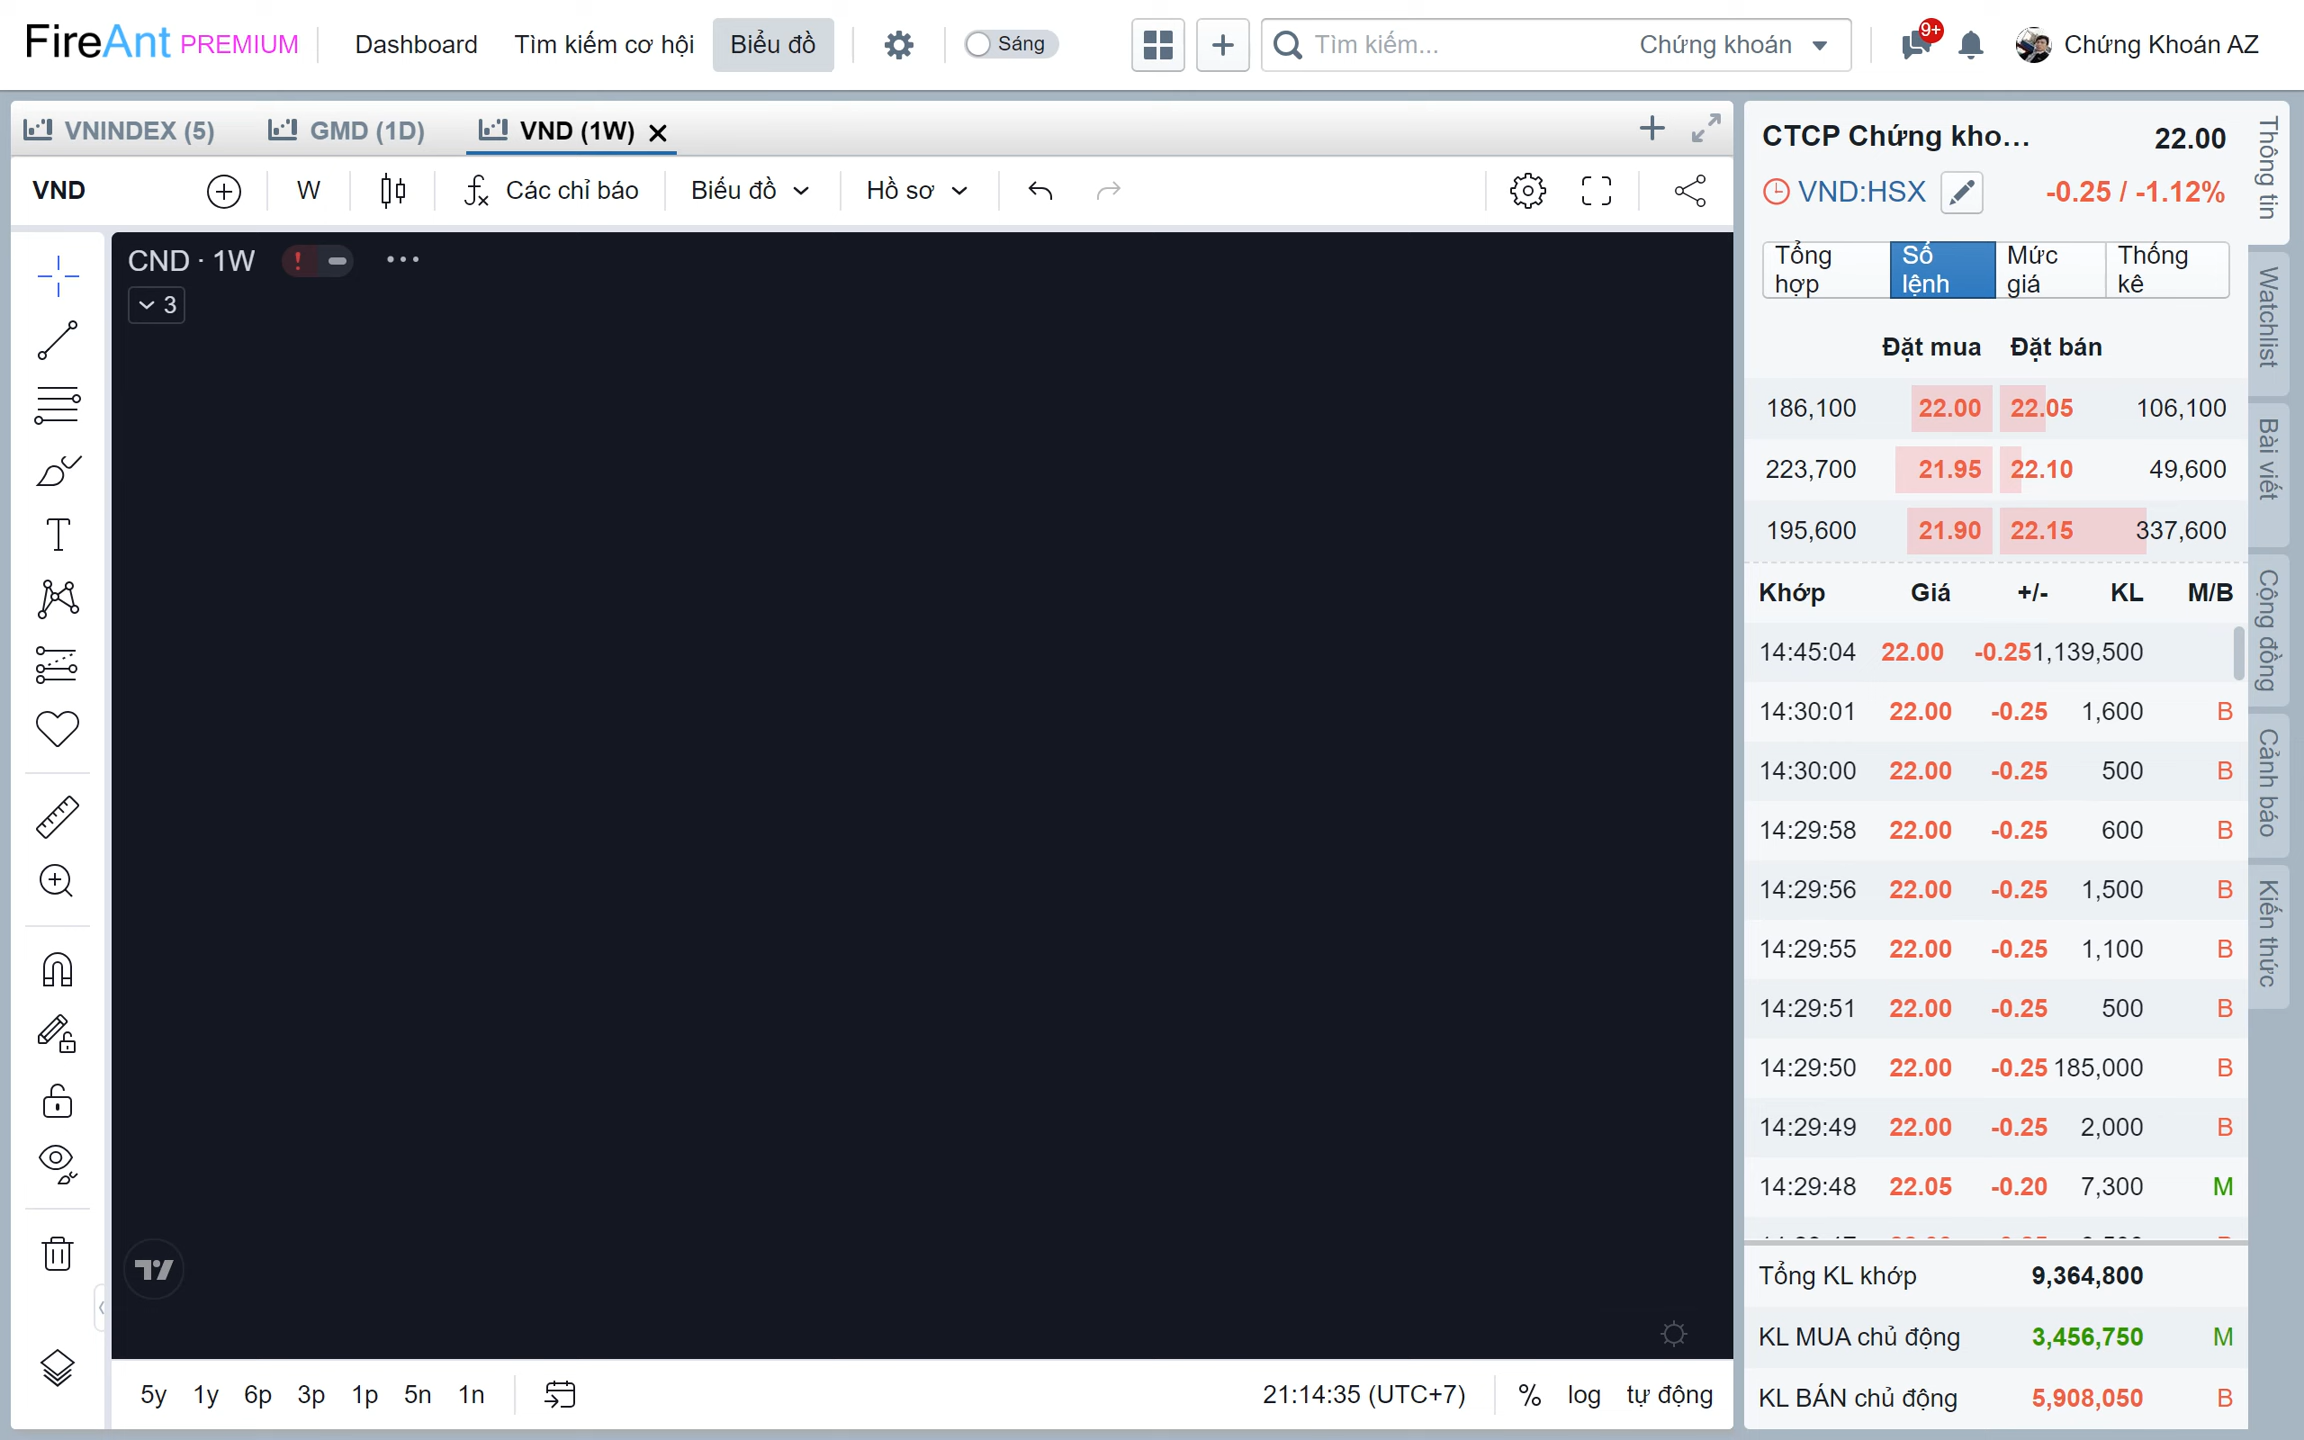 FireAnt PREMIUM
Dashboard
Tìm kiếm cơ hội
Biểu đồ
Sáng
Tìm kiếm...
Chứng khoán
9+
Chứng Khoán AZ
VNINDEX (5)
GMD (1D)
VND (1W)
VND
W
Các chỉ báo
Biểu đồ
Hồ sơ
CND · 1W
3
5y 1y 6p 3p 1p 5n 1n
21:14:35 (UTC+7)
% log tự động
CTCP Chứng kho... 22.00
VND:HSX -0.25 / -1.12%
Tổng hợp
Sổ lệnh
Mức giá
Thống kê
Đặt mua Đặt bán
186,100 22.00 22.05 106,100
223,700 21.95 22.10 49,600
195,600 21.90 22.15 337,600
Khớp Giá +/- KL M/B
14:45:04 22.00 -0.25 1,139,500
14:30:01 22.00 -0.25 1,600 B
14:30:00 22.00 -0.25 500 B
14:29:58 22.00 -0.25 600 B
14:29:56 22.00 -0.25 1,500 B
14:29:55 22.00 -0.25 1,100 B
14:29:51 22.00 -0.25 500 B
14:29:50 22.00 -0.25 185,000 B
14:29:49 22.00 -0.25 2,000 B
14:29:48 22.05 -0.20 7,300 M
Tổng KL khớp 9,364,800
KL MUA chủ động 3,456,750 M
KL BÁN chủ động 5,908,050 B
Thông tin
Watchlist
Bài viết
Cộng đồng
Cảnh báo
Kiến thức